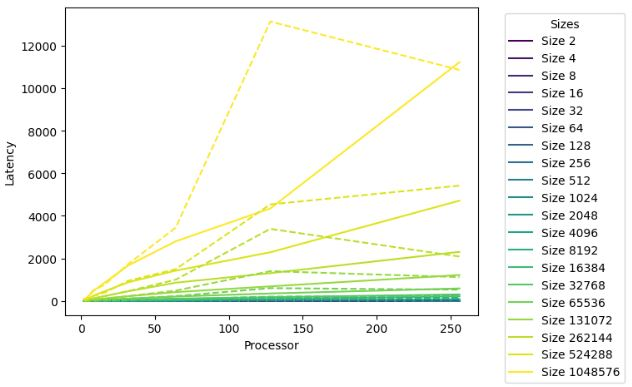 12000
10000
8000
6000
4000
2000
0
Latency
0
50
100
150
200
250
Processor
Sizes
Size 2
Size 4
Size 8
Size 16
Size 32
Size 64
Size 128
Size 256
Size 512
Size 1024
Size 2048
Size 4096
Size 8192
Size 16384
Size 32768
Size 65536
Size 131072
Size 262144
Size 524288
Size 1048576